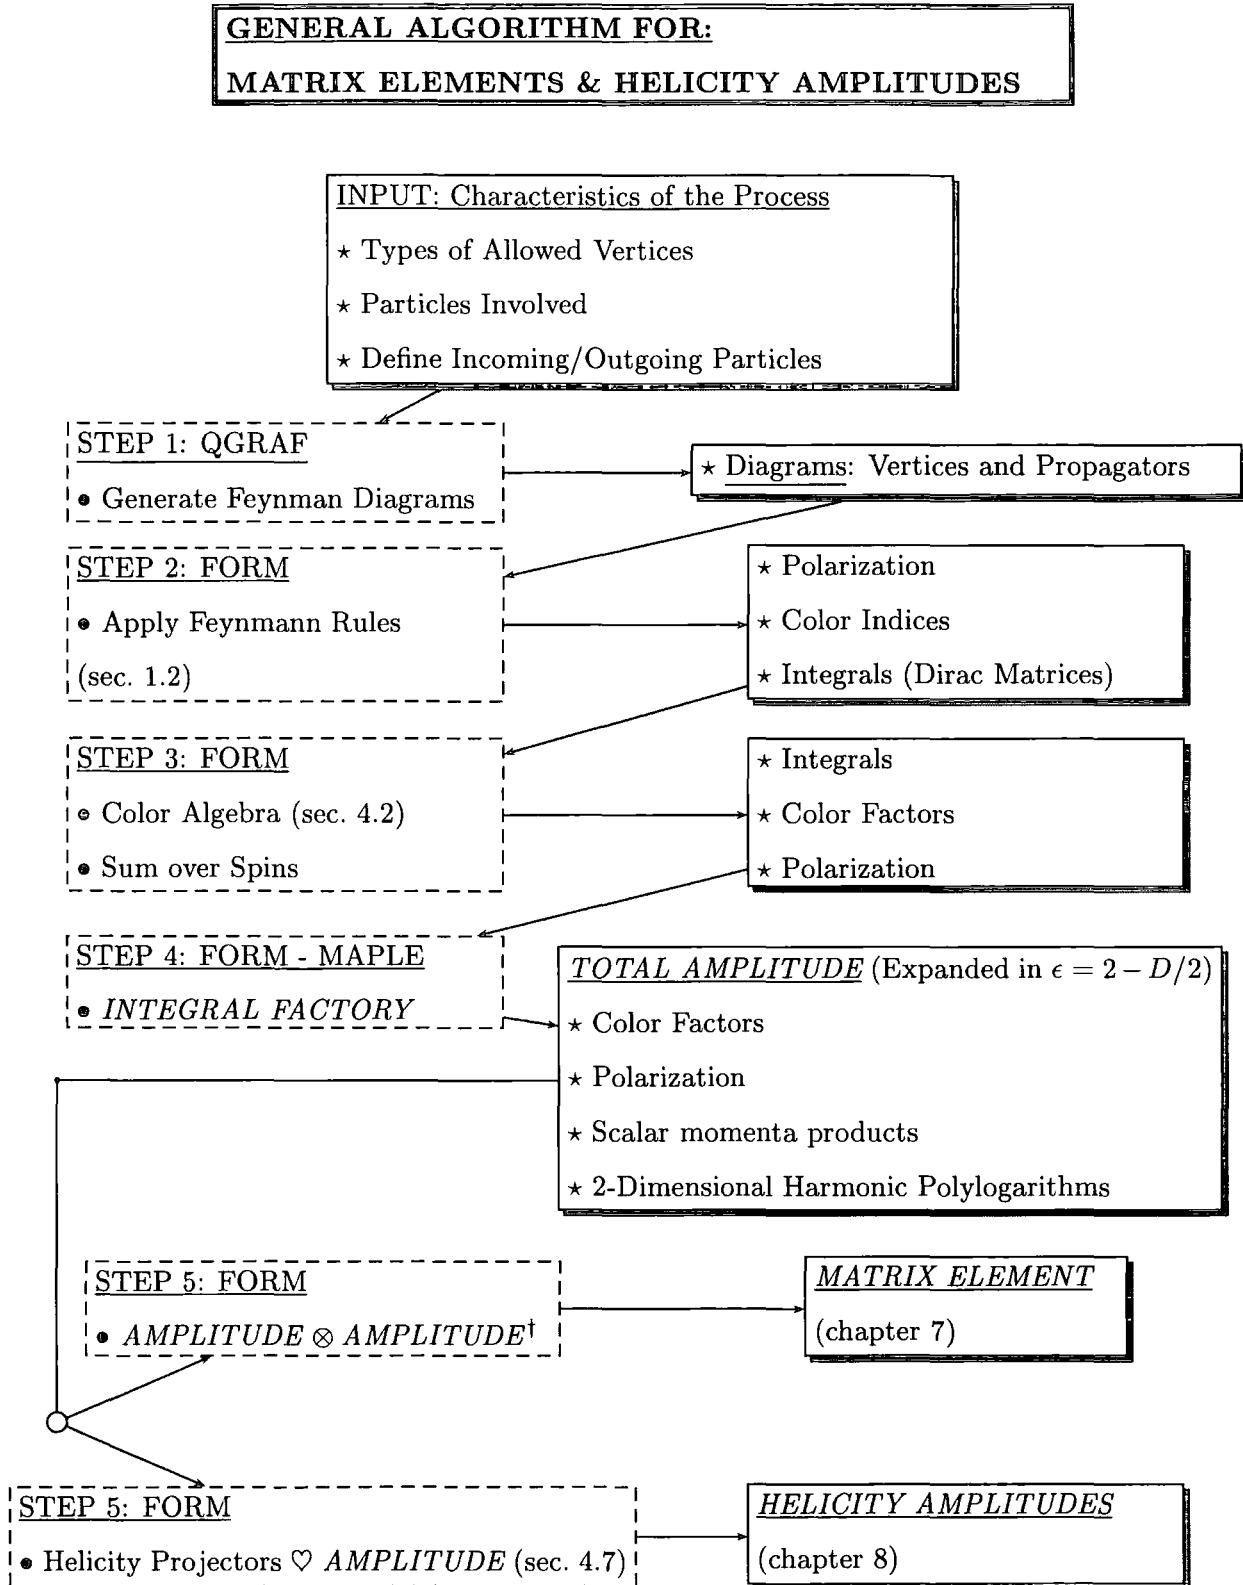 GENERAL ALGORITHM FOR:
MATRIX ELEMENTS & HELICITY AMPLITUDES
INPUT: Characteristics of the Process
⋆ Types of Allowed Vertices
⋆ Particles Involved
⋆ Define Incoming/Outgoing Particles
STEP 1: QGRAF
• Generate Feynman Diagrams
⋆ Diagrams: Vertices and Propagators
STEP 2: FORM
• Apply Feynmann Rules
(sec. 1.2)
⋆ Polarization
⋆ Color Indices
⋆ Integrals (Dirac Matrices)
STEP 3: FORM
• Color Algebra (sec. 4.2)
• Sum over Spins
⋆ Integrals
⋆ Color Factors
⋆ Polarization
STEP 4: FORM - MAPLE
• INTEGRAL FACTORY
TOTAL AMPLITUDE (Expanded in ϵ = 2 − D/2)
⋆ Color Factors
⋆ Polarization
⋆ Scalar momenta products
⋆ 2-Dimensional Harmonic Polylogarithms
STEP 5: FORM
• AMPLITUDE ⊗ AMPLITUDE†
MATRIX ELEMENT
(chapter 7)
STEP 5: FORM
• Helicity Projectors ♡ AMPLITUDE (sec. 4.7)
HELICITY AMPLITUDES
(chapter 8)